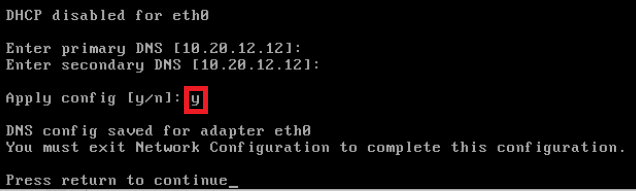 DHCP disabled for eth0
Enter primary DNS [10.20.12.12]:
Enter secondary DNS [10.20.12.12]:
Apply config [y/n]: y
DNS config saved for adapter eth0
You must exit Network Configuration to complete this configuration.
Press return to continue_